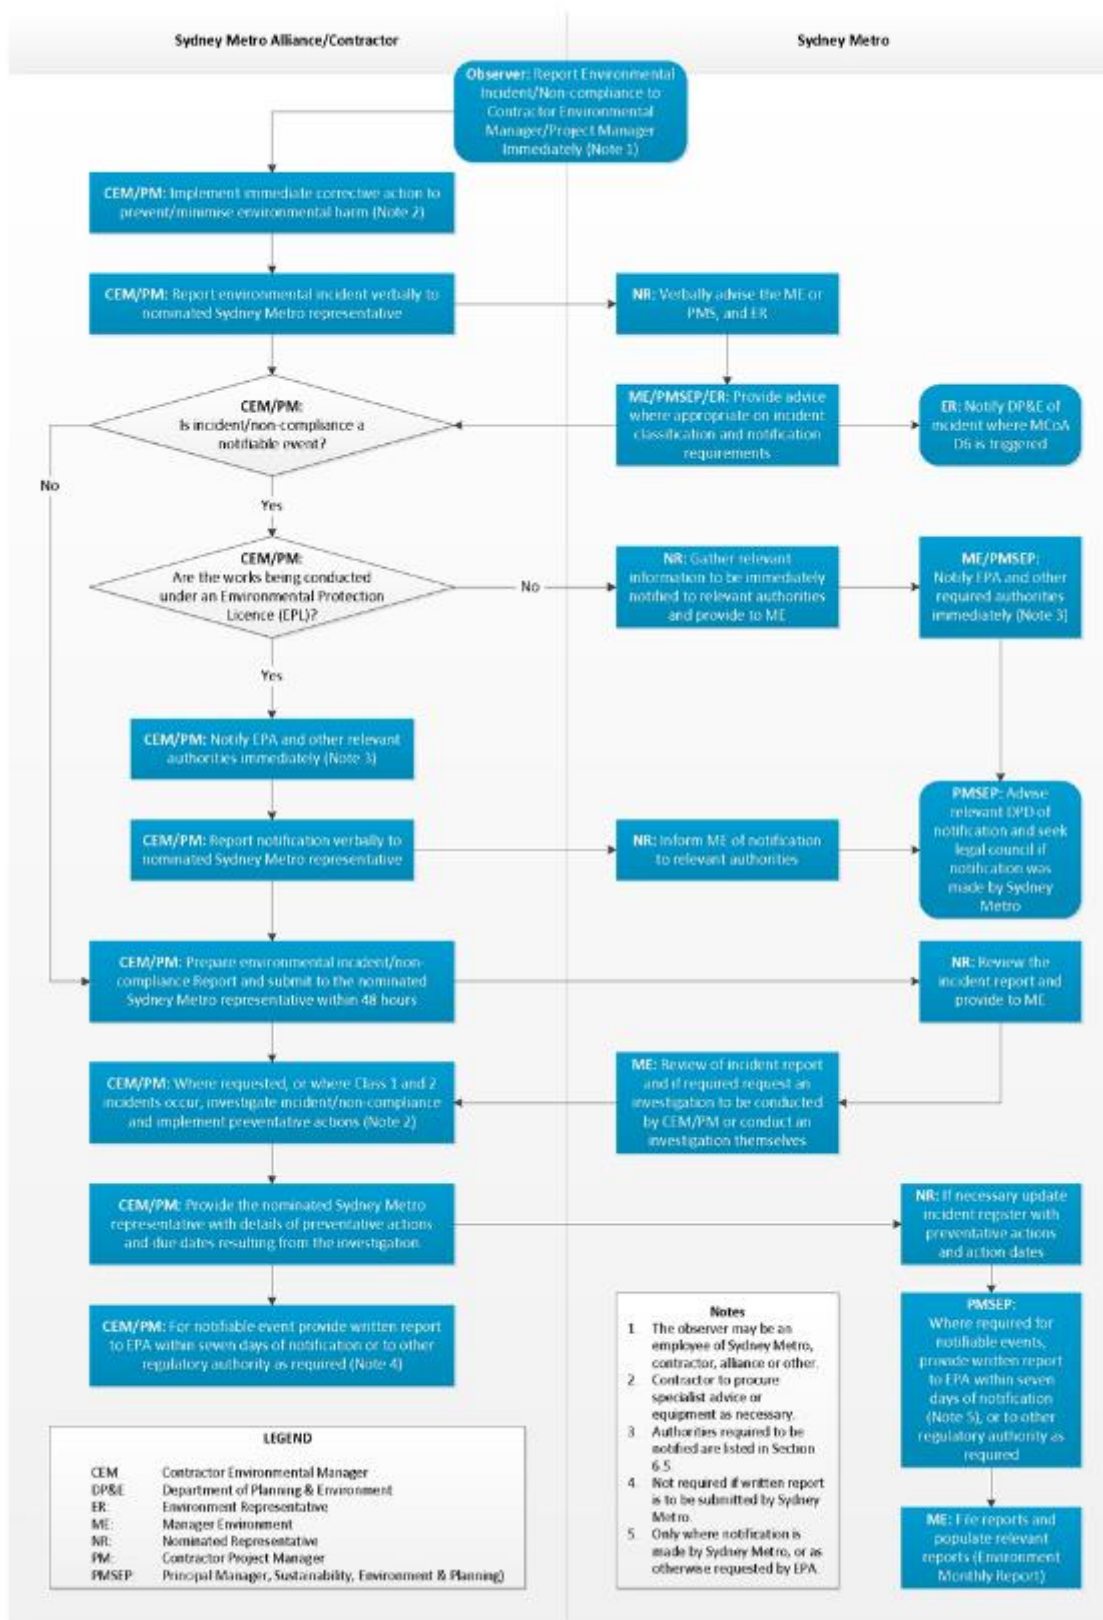 Sydney Metro Alliance/Contractor
Sydney Metro
Observer: Report Environmental
Incident/Non-compliance to
Contractor Environmental
Manager/Project Manager
Immediately (Note 1)
CEM/PM: Implement immediate corrective action to
prevent/minimise environmental harm (Note 2)
CEM/PM: Report environmental incident verbally to
nominated Sydney Metro representative
NR: Verbally advise the ME or
PMS, and ER
CEM/PM:
Is incident/non-compliance a
notifiable event?
ME/PMSEP/ER: Provide advice
where appropriate on incident
classification and notification
requirements
ER: Notify DP&E of
incident where MCoA
D6 is triggered
No
Yes
CEM/PM:
Are the works being conducted
under an Environmental Protection
Licence (EPL)?
No
NR: Gather relevant
information to be immediately
notified to relevant authorities
and provide to ME
ME/PMSEP:
Notify EPA and other
required authorities
immediately (Note 3)
Yes
CEM/PM: Notify EPA and other relevant
authorities immediately (Note 3)
CEM/PM: Report notification verbally to
nominated Sydney Metro representative
NR: Inform ME of notification
to relevant authorities
PMSEP: Advise
relevant DPD of
notification and seek
legal council if
notification was
made by Sydney
Metro
CEM/PM: Prepare environmental incident/non-
compliance Report and submit to the nominated
Sydney Metro representative within 48 hours
NR: Review the
incident report and
provide to ME
CEM/PM: Where requested, or where Class 1 and 2
incidents occur, investigate incident/non-compliance
and implement preventative actions (Note 2)
ME: Review of incident report
and if required request an
investigation to be conducted
by CEM/PM or conduct an
investigation themselves
CEM/PM: Provide the nominated Sydney Metro
representative with details of preventative actions
and due dates resulting from the investigation
NR: If necessary update
incident register with
preventative actions
and action dates
CEM/PM: For notifiable event provide written report
to EPA within seven days of notification or to other
regulatory authority as required (Note 4)
PMSEP:
Where required for
notifiable events,
provide written report
to EPA within seven
days of notification
(Note 5), or to other
regulatory authority as
required
ME: File reports and
populate relevant
reports (Environment
Monthly Report)
Notes
1. The observer may be an
employee of Sydney Metro,
contractor, alliance or other.
2. Contractor to procure
specialist advice or
equipment as necessary.
3. Authorities required to be
notified are listed in Section
6.5.
4. Not required if written report
is to be submitted by Sydney
Metro.
5. Only where notification is
made by Sydney Metro, or as
otherwise requested by EPA.
LEGEND
CEM Contractor Environmental Manager
DP&E Department of Planning & Environment
ER: Environment Representative
ME: Manager Environment
NR: Nominated Representative
PM: Contractor Project Manager
PMSEP: Principal Manager, Sustainability, Environment & Planning)